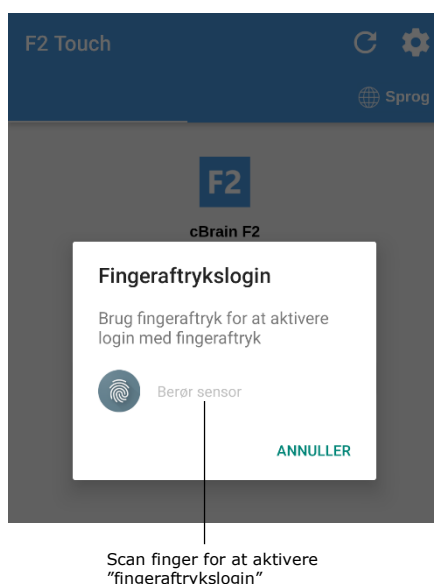 F2 Touch
Sprog
F2
cBrain F2
Fingeraftrykslogin
Brug fingeraftryk for at aktivere
login med fingeraftryk
Berør sensor
ANNULLER
Scan finger for at aktivere
"fingeraftrykslogin"